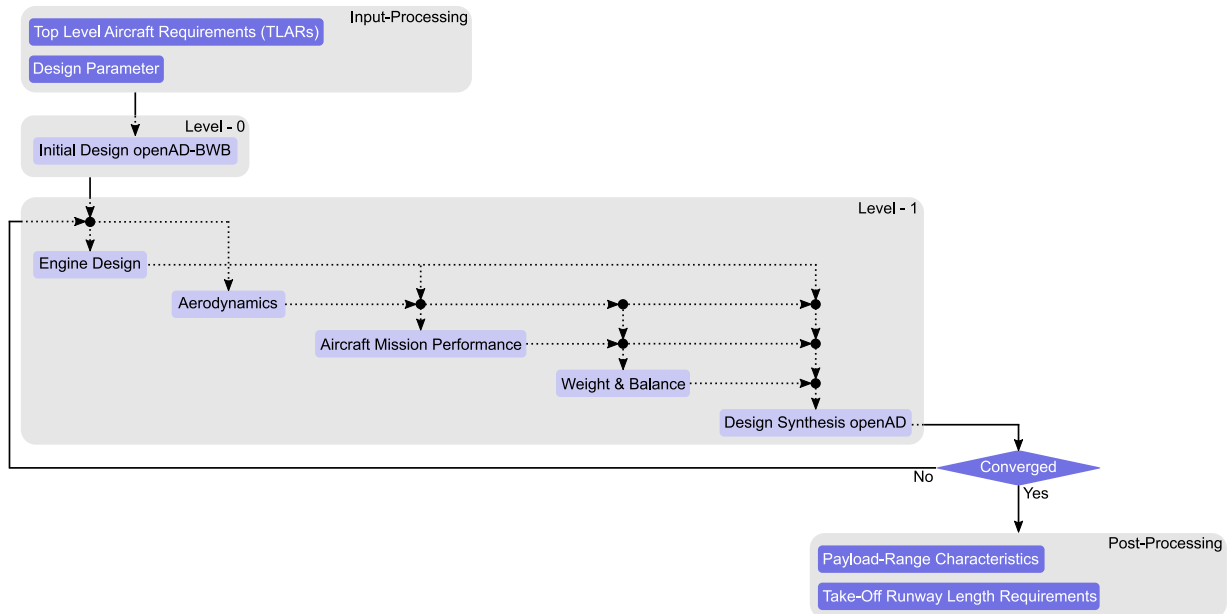 Input-Processing
Top Level Aircraft Requirements (TLARs)
Design Parameter
Level - 0
Initial Design openAD-BWB
Level - 1
Engine Design
Aerodynamics
Aircraft Mission Performance
Weight & Balance
Design Synthesis openAD
Converged
No
Yes
Post-Processing
Payload-Range Characteristics
Take-Off Runway Length Requirements